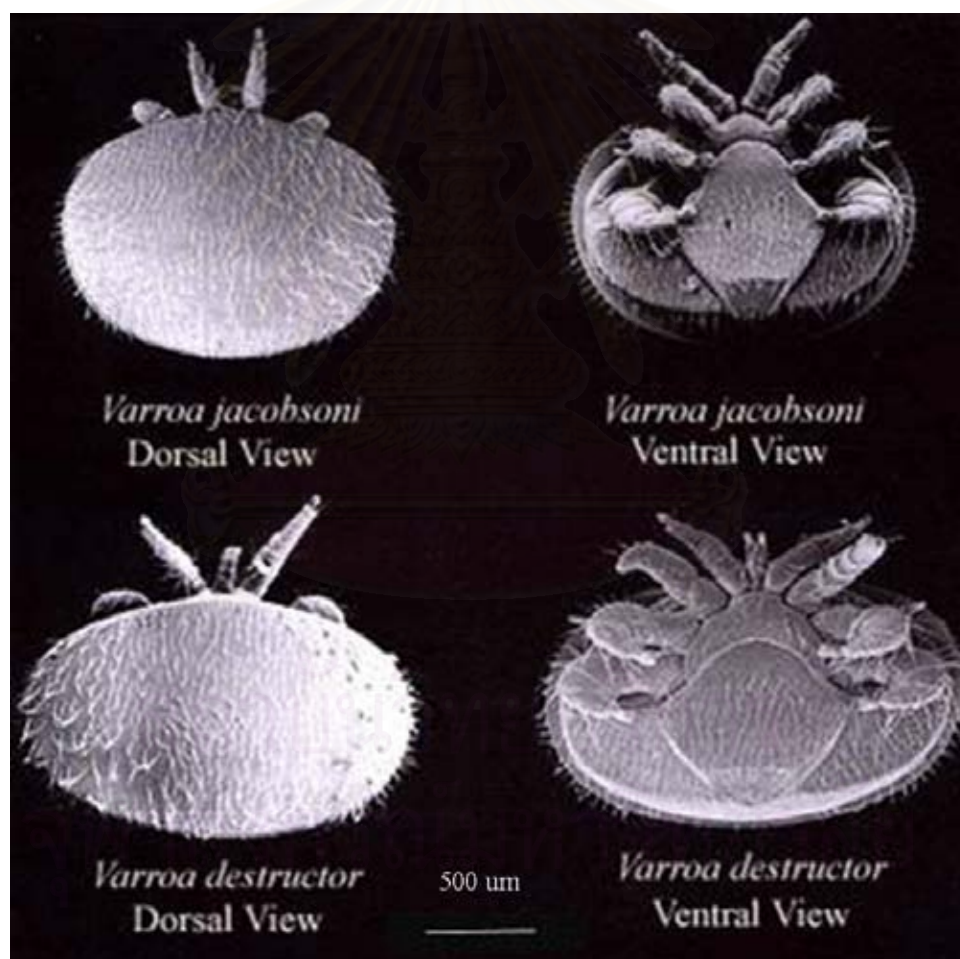 Varroa jacobsoni
Dorsal View
Varroa jacobsoni
Ventral View
Varroa destructor
Dorsal View
500 um
Varroa destructor
Ventral View